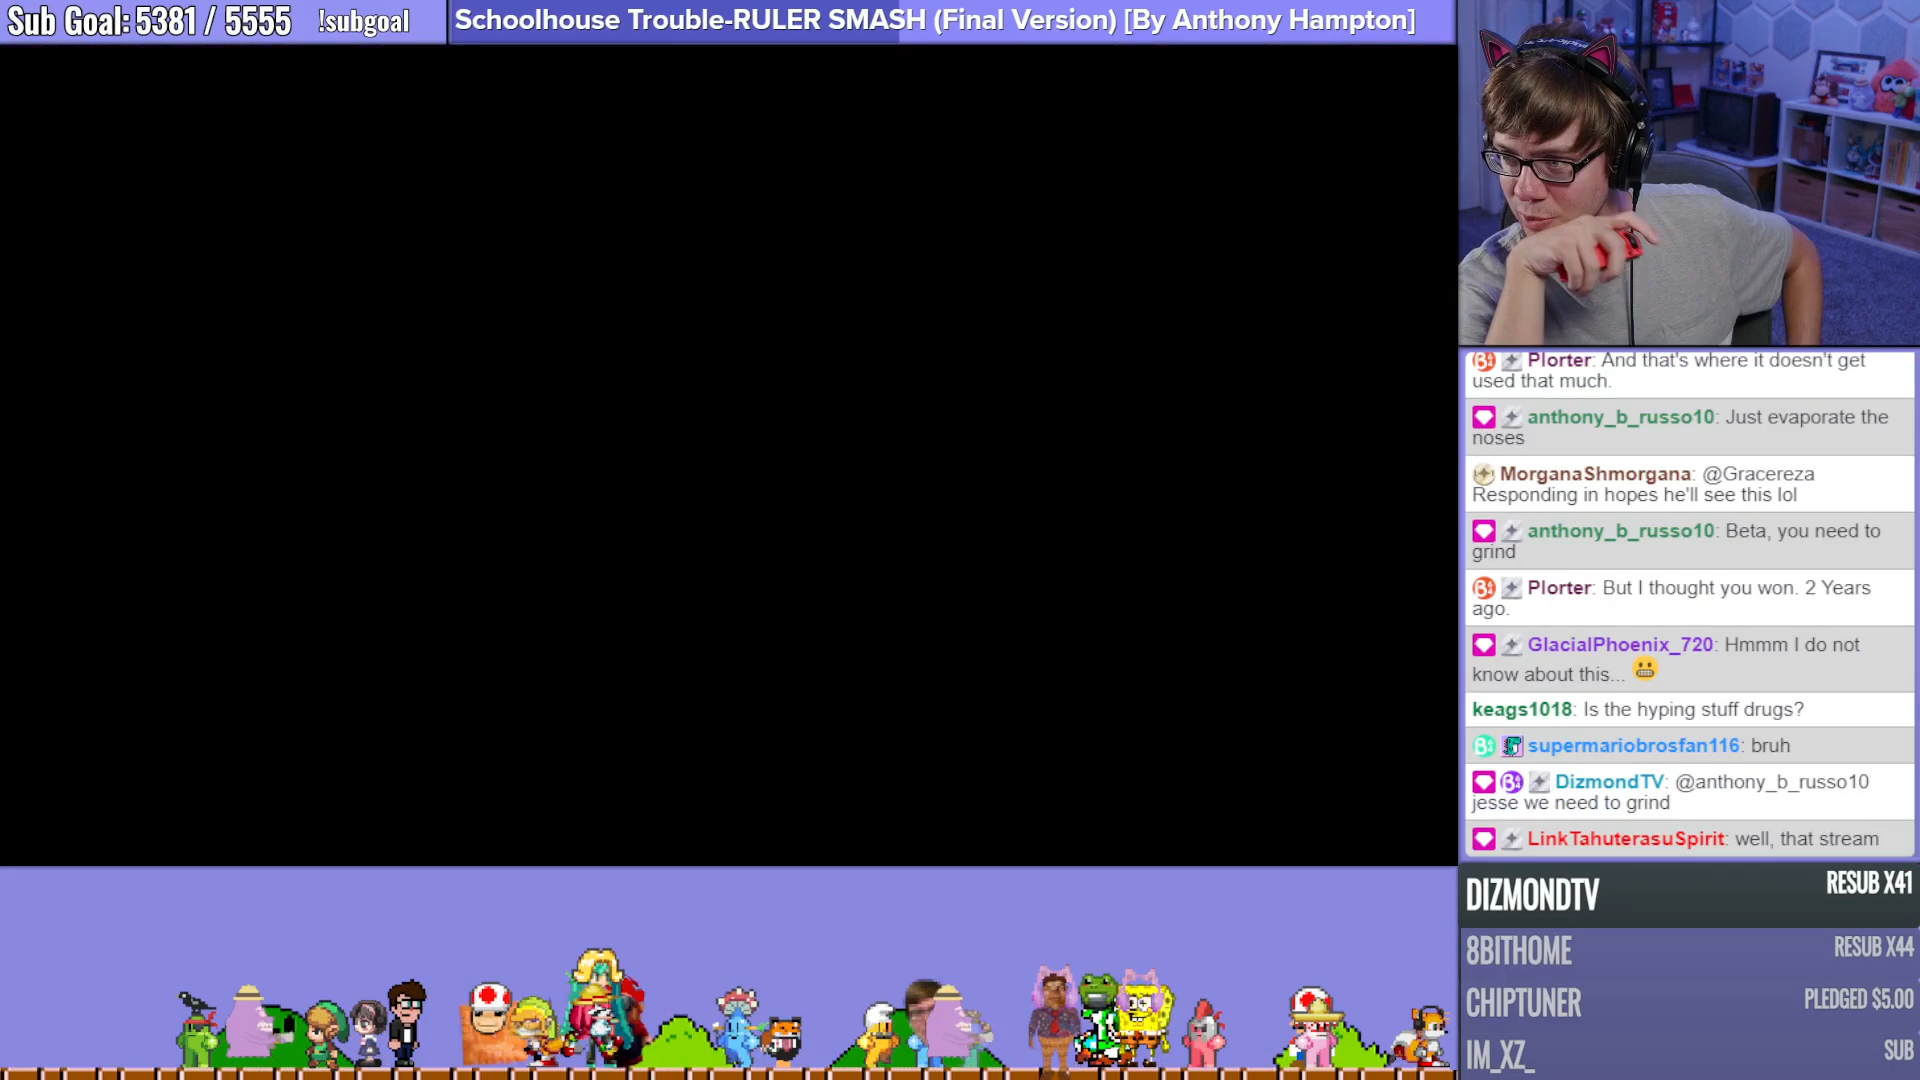 Sub Goal: 5381 / 5555 !subgoal
Schoolhouse Trouble-RULER SMASH (Final Version) [By Anthony Hampton]
Plorter: And that's where it doesn't get
used that much.
anthony_b_russo10: Just evaporate the
noses
MorganaShmorgana: @Gracereza
Responding in hopes he'll see this lol
anthony_b_russo10: Beta, you need to
grind
Plorter: But I thought you won. 2 Years
ago.
GlacialPhoenix_720: Hmmm I do not
know about this...
keags1018: Is the hyping stuff drugs?
supermariobrosfan116: bruh
DizmondTV: @anthony_b_russo10
jesse we need to grind
LinkTahuterasuSpirit: well, that stream
DIZMONDTV RESUB X41
8BITHOME RESUB X44
CHIPTUNER PLEDGED $5.00
IM_XZ_ SUB